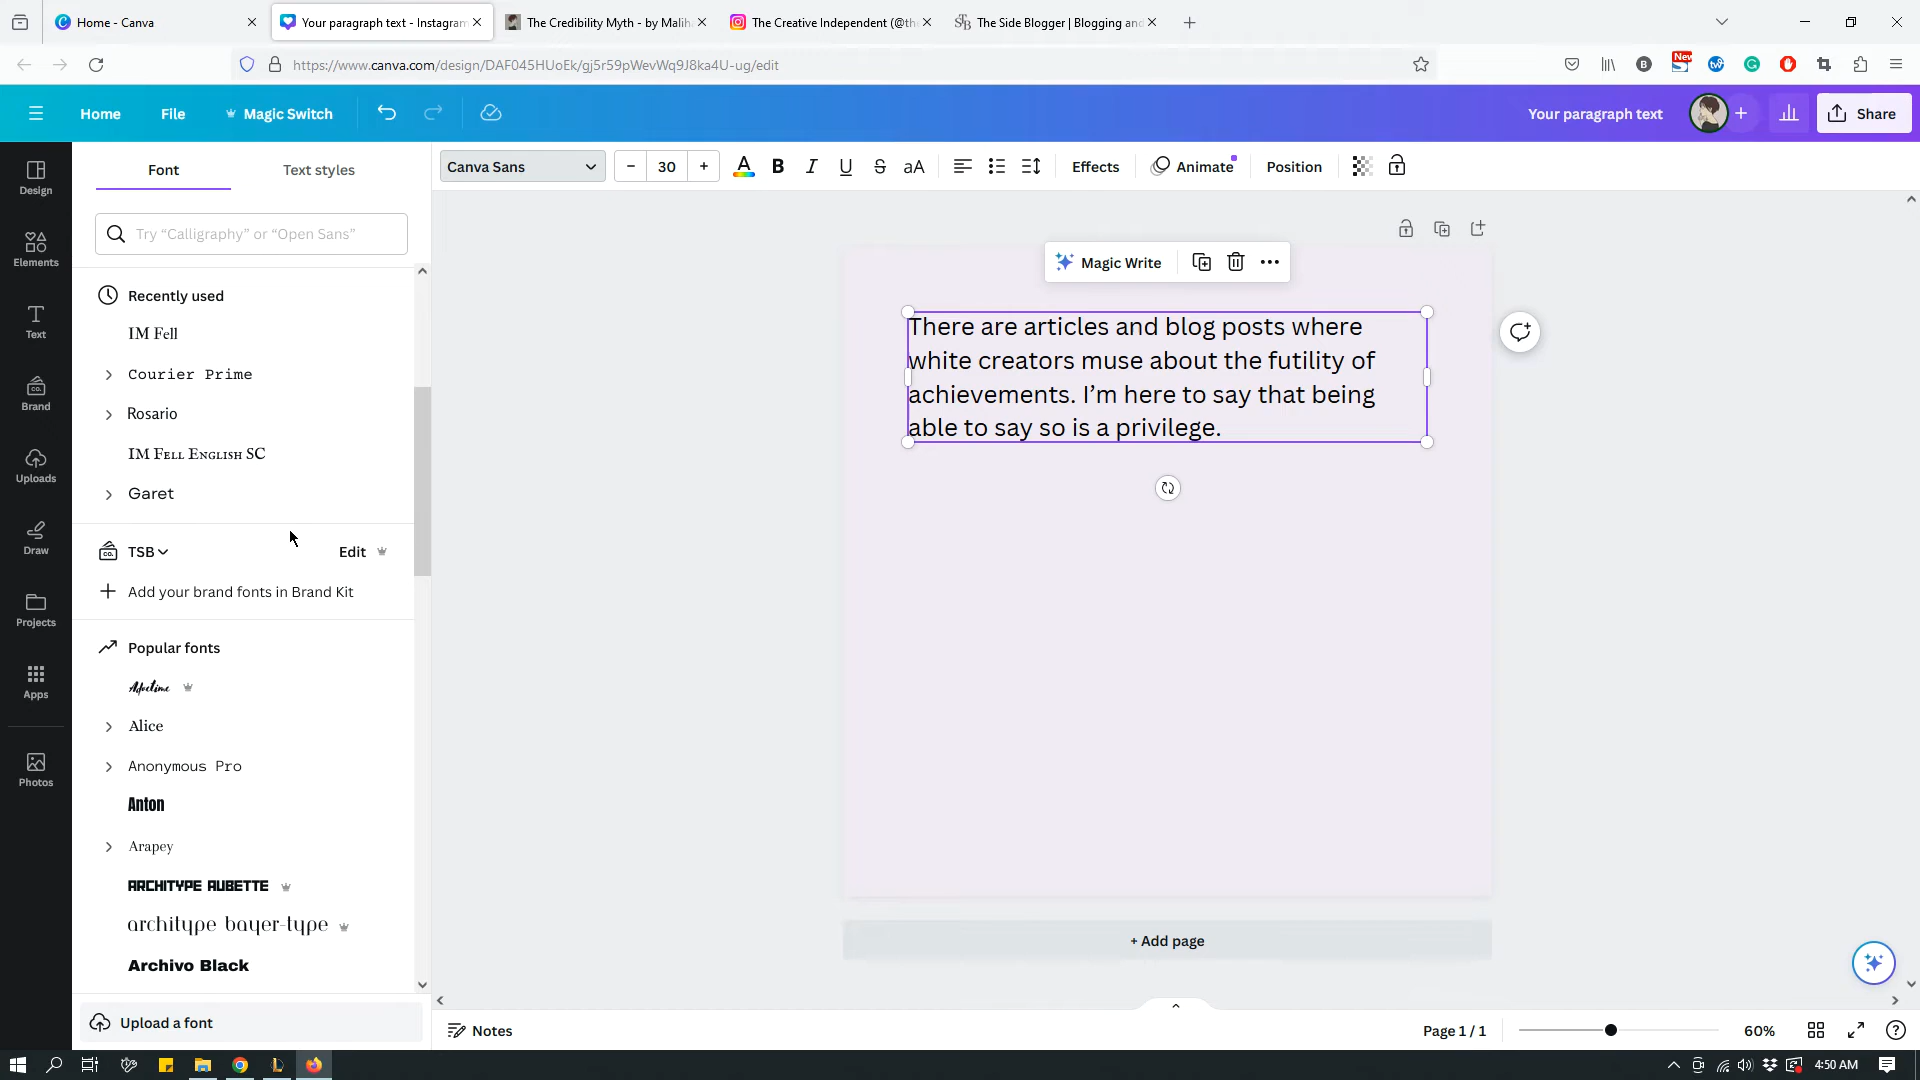 Home - Canva
Your paragraph text - Instagram
The Credibility Myth - by Malih
The Creative Independent (@th
The Side Blogger | Blogging and
https://www.canva.com/design/DAF045HUoEk/gj5r59pWevWq9J8ka4U-ug/edit
New
Home
File
Magic Switch
Your paragraph text
Share
Design
Elements
Text
Brand
Uploads
Draw
Projects
Apps
Photos
Font
Text styles
Try “Calligraphy” or “Open Sans”
Recently used
IM Fell
Courier Prime
Rosario
IM Fell English SC
Garet
TSB
Edit
Add your brand fonts in Brand Kit
Popular fonts
Advetime
Alice
Anonymous Pro
Anton
Arapey
ARCHITYPE AUBETTE
architype bayer-type
Archivo Black
Upload a font
Canva Sans
– 30 +
A B I U S aA
Effects
Animate
Position
Magic Write
There are articles and blog posts where
white creators muse about the futility of
achievements. I’m here to say that being
able to say so is a privilege.
+ Add page
Notes
Page 1 / 1
60%
4:50 AM